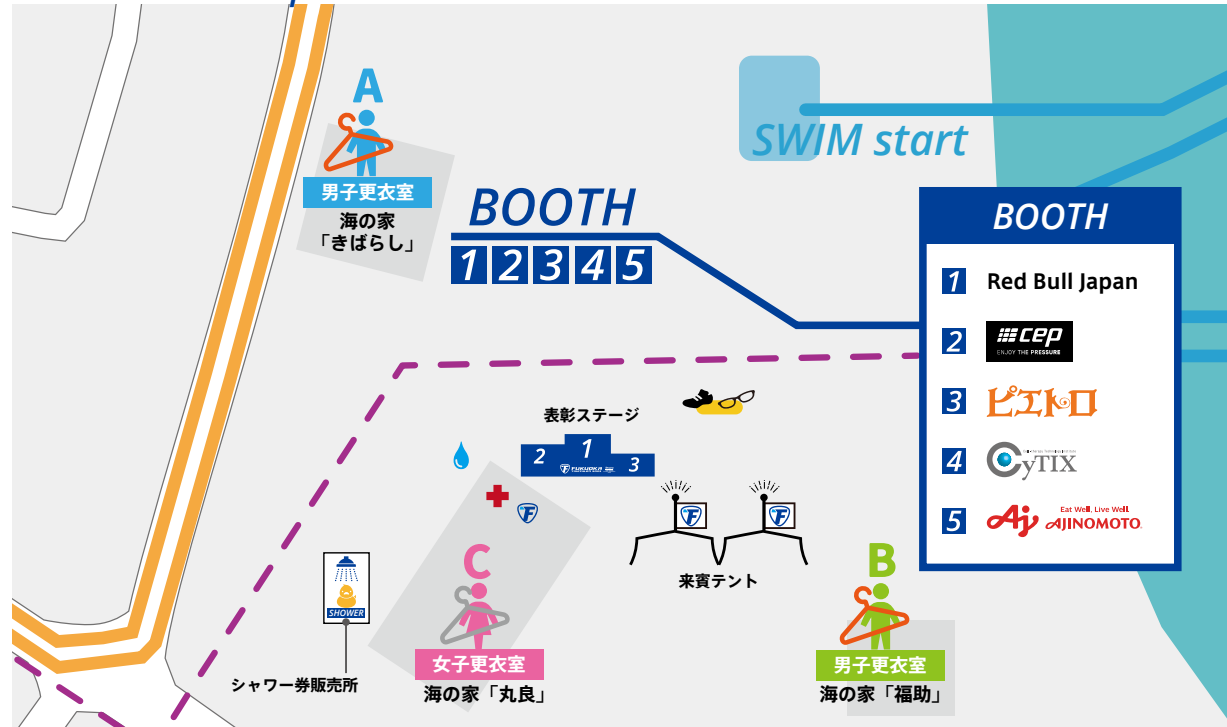 A
男子更衣室
海の家
「きばらし」
SWIM start
BOOTH
1 2 3 4 5
BOOTH
1 Red Bull Japan
2 cep
ENJOY THE PRESSURE
3 ピエトロ
4 CyTIX
5 Aj AJINOMOTO
Eat Well, Live Well.
表彰ステージ
2 1 3
FUKUOKA
F
F
F
来賓テント
SHOWER
シャワー券販売所
C
女子更衣室
海の家「丸良」
B
男子更衣室
海の家「福助」